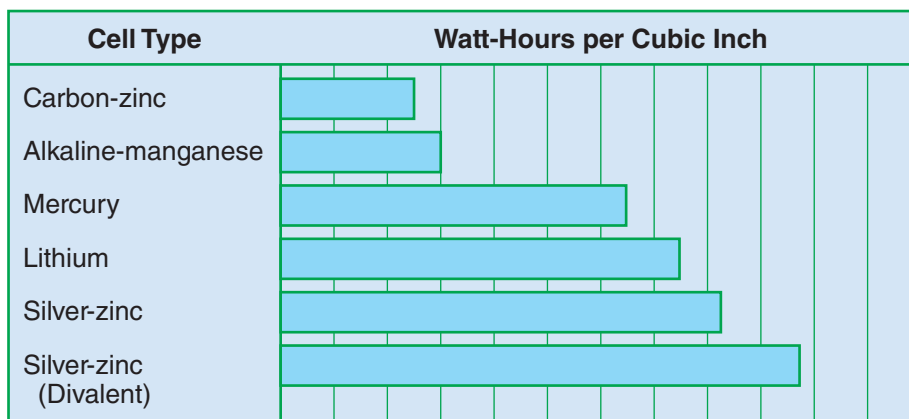 Cell Type Watt-Hours per Cubic Inch
Carbon-zinc
Alkaline-manganese
Mercury
Lithium
Silver-zinc
Silver-zinc
(Divalent)